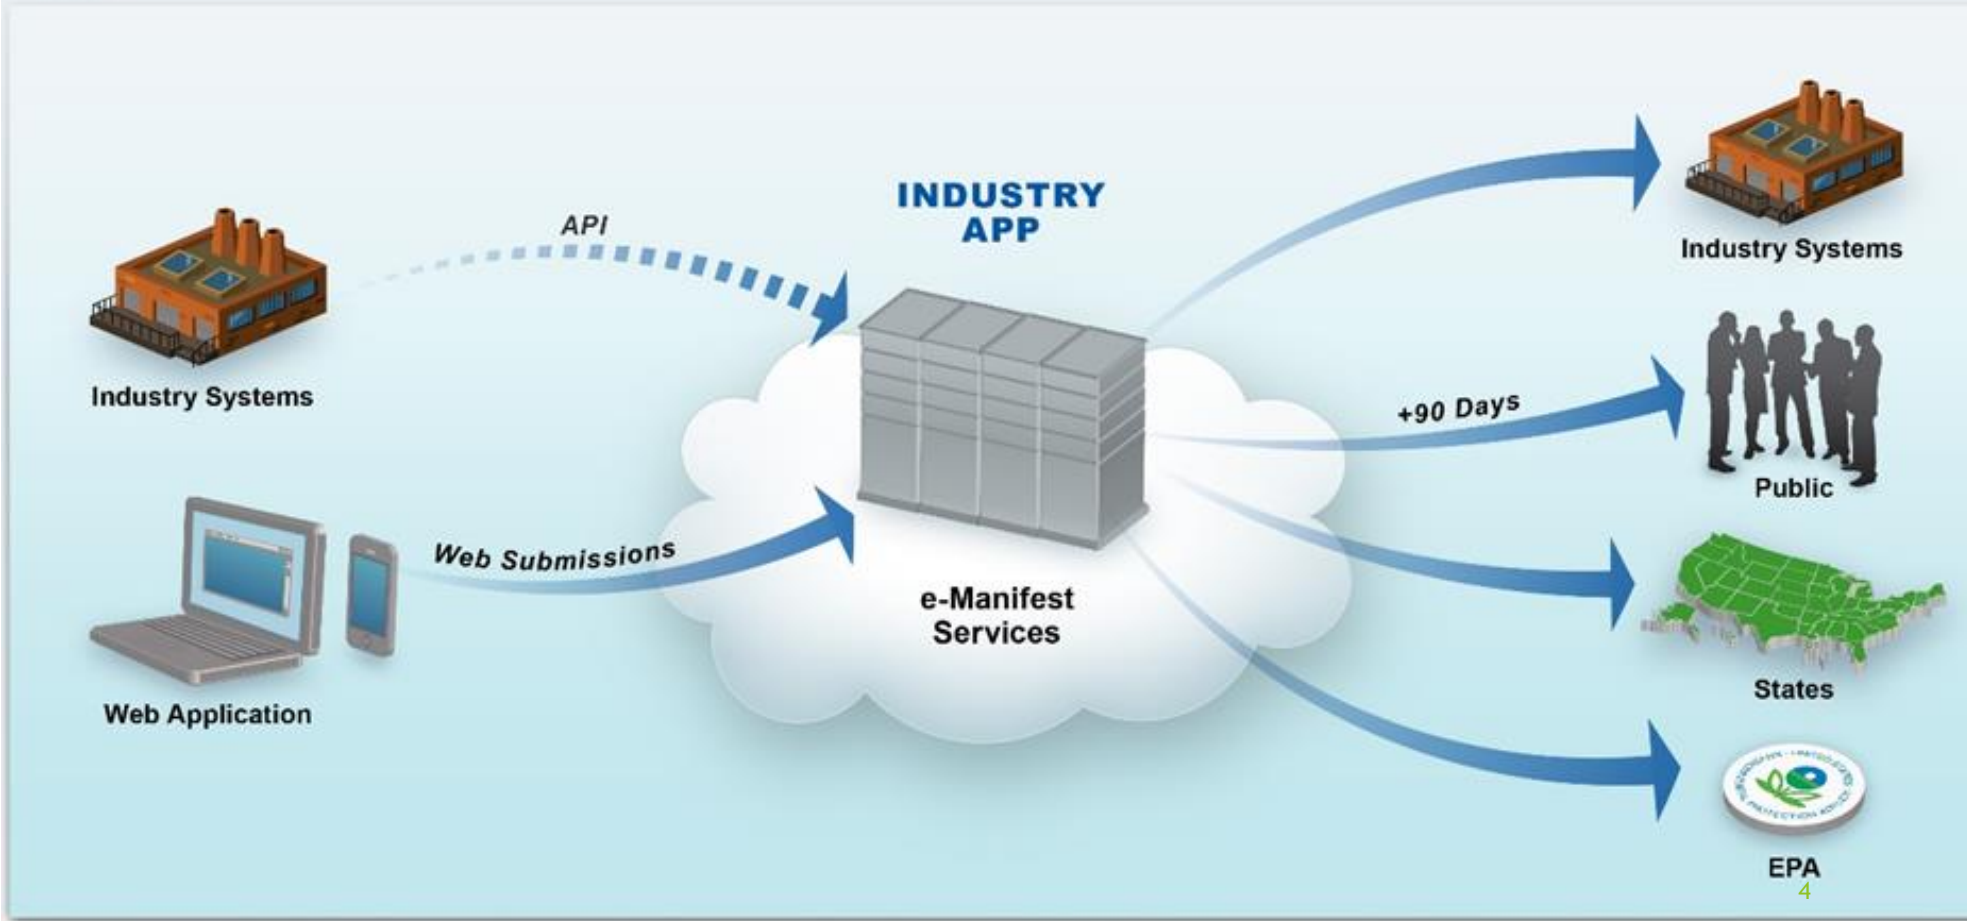 INDUSTRY
APP
API
Industry Systems
Web Submissions
Web Application
e-Manifest
Services
Industry Systems
+90 Days
Public
States
EPA
4